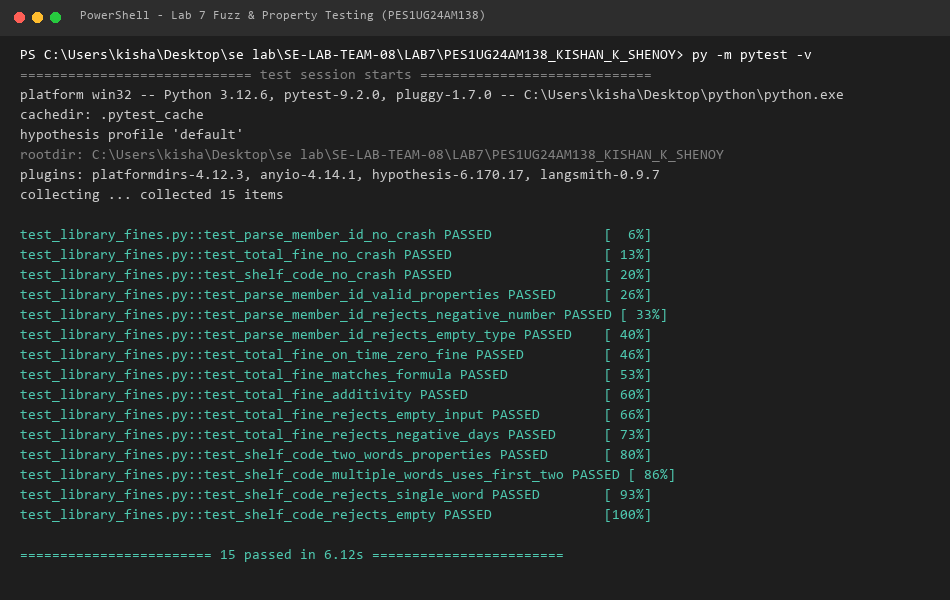 PowerShell - Lab 7 Fuzz & Property Testing (PES1UG24AM138)
PS C:\Users\kisha\Desktop\se lab\SE-LAB-TEAM-08\LAB7\PES1UG24AM138_KISHAN_K_SHENOY> py -m pytest -v
============================= test session starts =============================
platform win32 -- Python 3.12.6, pytest-9.2.0, pluggy-1.7.0 -- C:\Users\kisha\Desktop\python\python.exe
cachedir: .pytest_cache
hypothesis profile 'default'
rootdir: C:\Users\kisha\Desktop\se lab\SE-LAB-TEAM-08\LAB7\PES1UG24AM138_KISHAN_K_SHENOY
plugins: platformdirs-4.12.3, anyio-4.14.1, hypothesis-6.170.17, langsmith-0.9.7
collecting ... collected 15 items
test_library_fines.py::test_parse_member_id_no_crash PASSED              [  6%]
test_library_fines.py::test_total_fine_no_crash PASSED                   [ 13%]
test_library_fines.py::test_shelf_code_no_crash PASSED                   [ 20%]
test_library_fines.py::test_parse_member_id_valid_properties PASSED      [ 26%]
test_library_fines.py::test_parse_member_id_rejects_negative_number PASSED [ 33%]
test_library_fines.py::test_parse_member_id_rejects_empty_type PASSED    [ 40%]
test_library_fines.py::test_total_fine_on_time_zero_fine PASSED          [ 46%]
test_library_fines.py::test_total_fine_matches_formula PASSED            [ 53%]
test_library_fines.py::test_total_fine_additivity PASSED                 [ 60%]
test_library_fines.py::test_total_fine_rejects_empty_input PASSED        [ 66%]
test_library_fines.py::test_total_fine_rejects_negative_days PASSED      [ 73%]
test_library_fines.py::test_shelf_code_two_words_properties PASSED       [ 80%]
test_library_fines.py::test_shelf_code_multiple_words_uses_first_two PASSED [ 86%]
test_library_fines.py::test_shelf_code_rejects_single_word PASSED        [ 93%]
test_library_fines.py::test_shelf_code_rejects_empty PASSED              [100%]
======================== 15 passed in 6.12s ========================